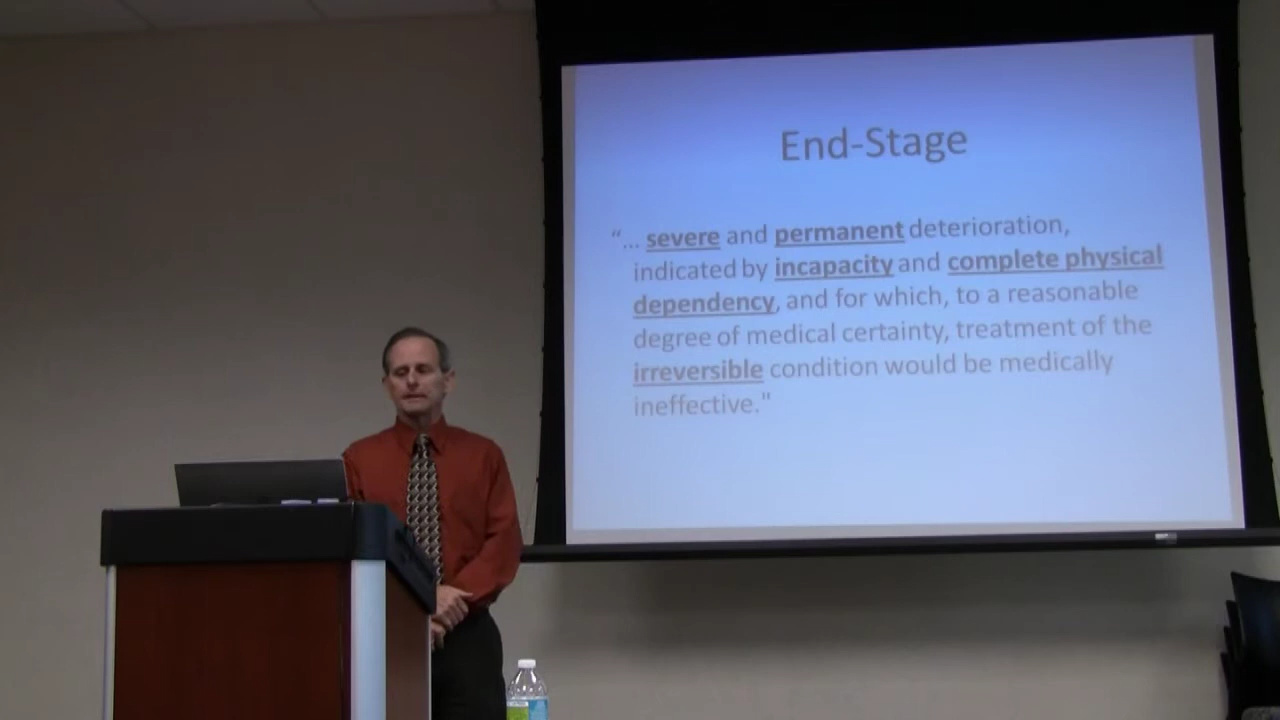 End-Stage
“... severe and permanent deterioration,
indicated by incapacity and complete physical
dependency, and for which, to a reasonable
degree of medical certainty, treatment of the
irreversible condition would be medically
ineffective."